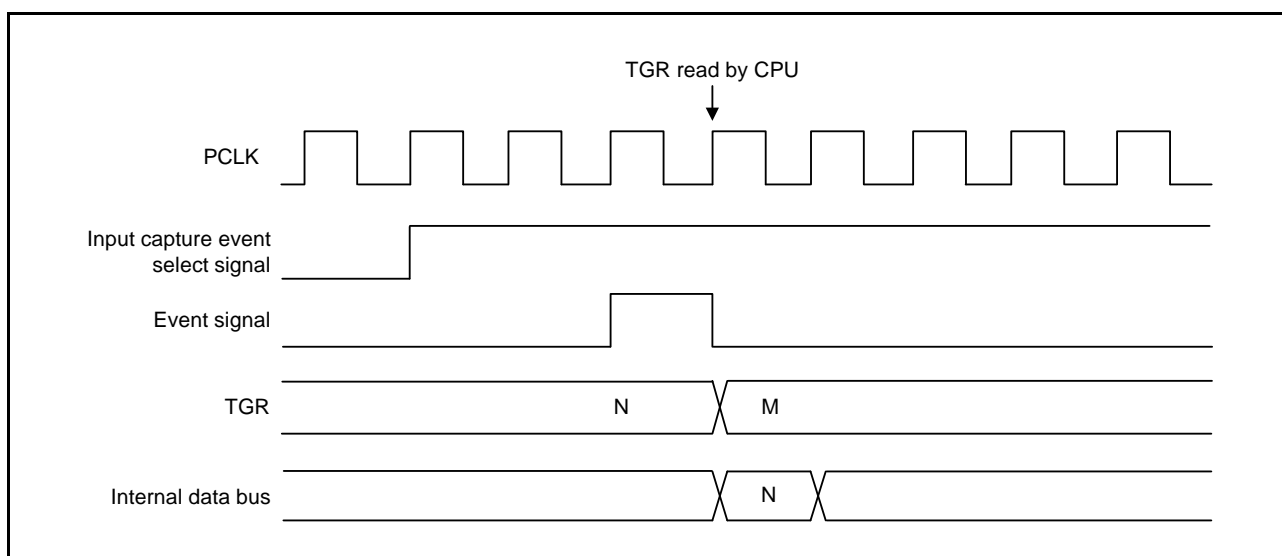 TGR read by CPU
PCLK
Input capture event
select signal
Event signal
TGR
N
M
Internal data bus
N